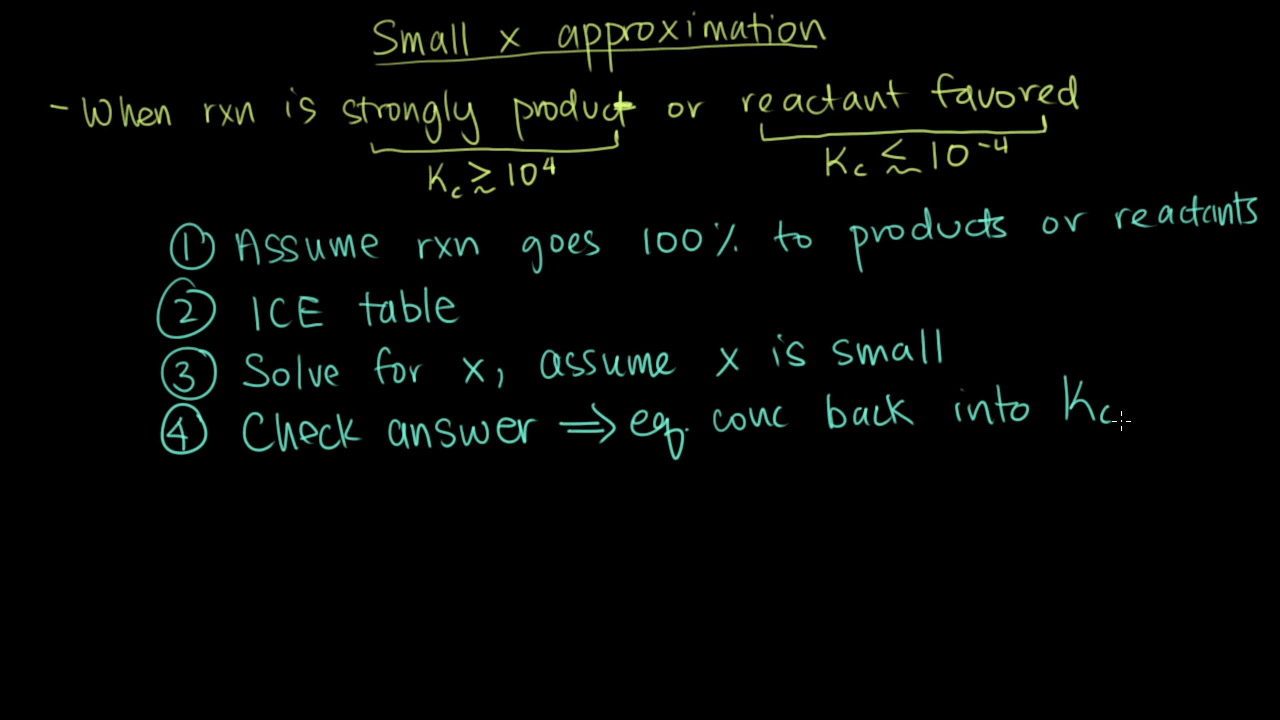 Small x approximation
- When rxn is strongly product or reactant favored
Kc ≳ 10⁴ Kc ≲ 10⁻⁴
① Assume rxn goes 100% to products or reactants
② ICE table
③ Solve for x, assume x is small
④ Check answer ⟹ eq. conc back into Kc